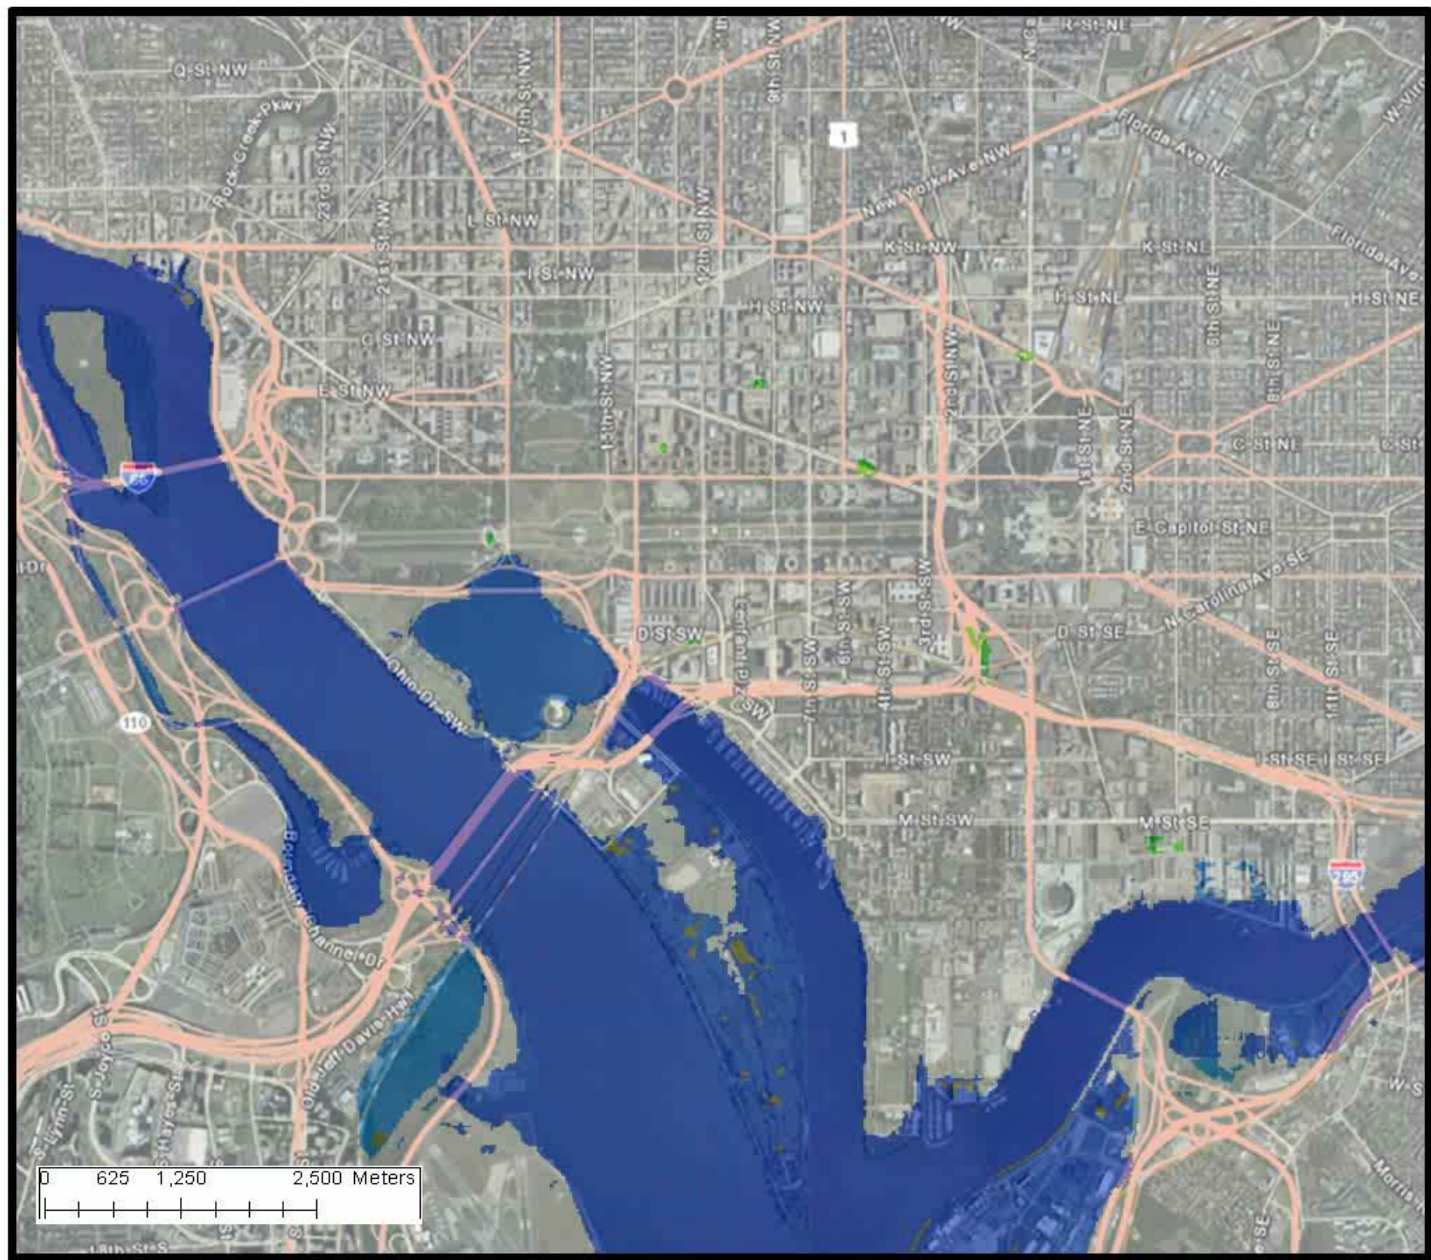 NW
R-St-NE
Q-St-NW
17th-St-NW
9th-St-NW
Rock-Creek-Pkwy
23rd-St-NW
1
Florida-Ave-NE
New-York-Ave-NW
L-St-NW
21st-St-NW
12th-St-NW
K-St-NW
K-St-NE
Florida-Ave
I-St-NW
H-St-NW
H-St-NE
H-St-NE
6th-St-NE
G-St-NW
E-St-NW
15th-St-NW
2nd-St-NW
8th-St-NE
1st-St-NE
2nd-St-NE
C-St-NE
C-St
E-Capitol-St-NE
N-Carolina-Ave-SE
D-St-SW
6th-St-SW
3rd-St-SW
D-St-SE
Ohio-Dr-SW
7th-St-SW
4th-St-SW
8th-St-SE
11th-St-SE
110
I-St-SW
I-St-SE
I-St-SE
M-St-SW
M-St-SE
295
Boundary-Channel-Dr
Old-Jeff-Davis-Hwy
S-Joyce-St
S-Lynn-St
S-Hayes-St
W-S
0 625 1,250 2,500 Meters
18th-St-S
SE